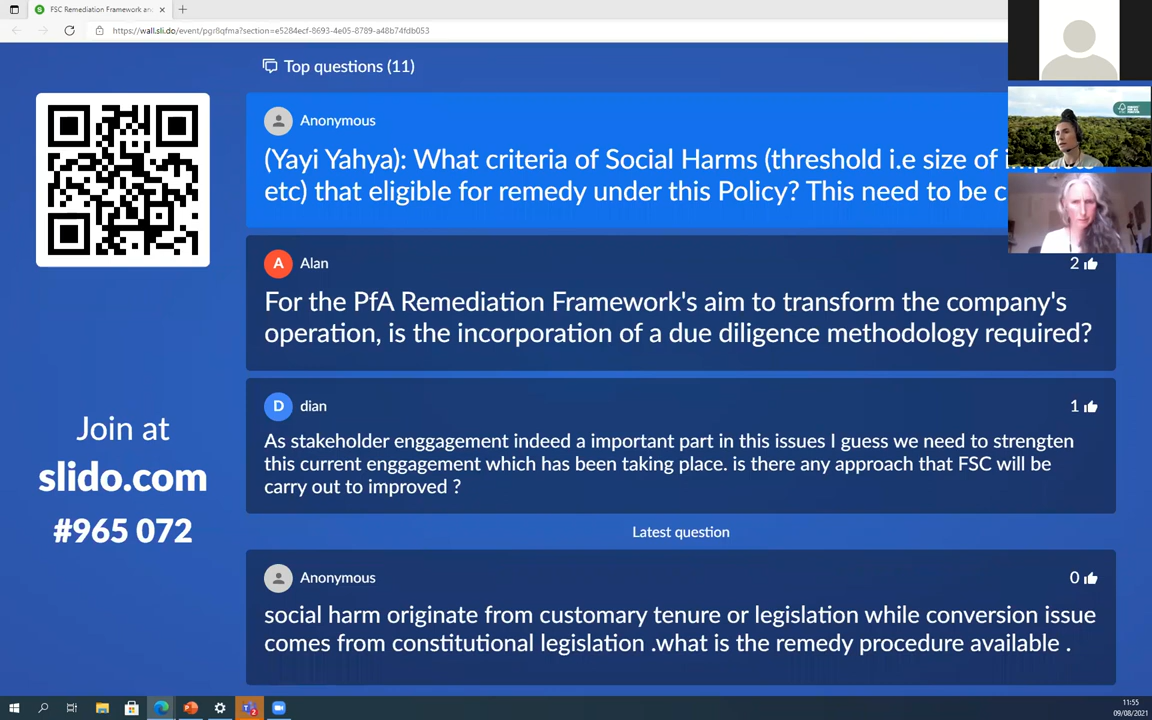 FSC Remediation Framework an
https://wall.sli.do/event/pgr8qfma?section=e5284ecf-8693-4e05-8789-a48b74fdb053
Top questions (11)
Anonymous
(Yayi Yahya): What criteria of Social Harms (threshold i.e size of
etc) that eligible for remedy under this Policy? This need to be c
A
Alan
2
For the PfA Remediation Framework's aim to transform the company's
operation, is the incorporation of a due diligence methodology required?
D
dian
1
As stakeholder enggagement indeed a important part in this issues I guess we need to strengten
this current enggagement which has been taking place. is there any approach that FSC will be
carry out to improved ?
Join at
slido.com
#965 072
Latest question
Anonymous
0
social harm originate from customary tenure or legislation while conversion issue
comes from constitutional legislation .what is the remedy procedure available .
11:55
09/08/2021